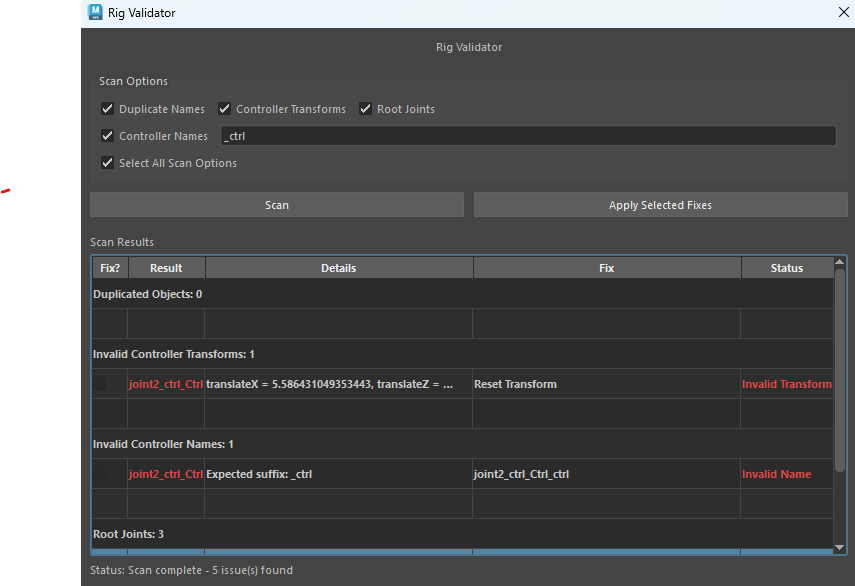 Rig Validator
Rig Validator
Scan Options
Duplicate Names Controller Transforms Root Joints
Controller Names _ctrl
Select All Scan Options
Scan Apply Selected Fixes
Scan Results
Fix? Result Details Fix Status
Duplicated Objects: 0
Invalid Controller Transforms: 1
joint2_ctrl_Ctrl translateX = 5.586431049353443, translateZ = ... Reset Transform Invalid Transform
Invalid Controller Names: 1
joint2_ctrl_Ctrl Expected suffix: _ctrl joint2_ctrl_Ctrl_ctrl Invalid Name
Root Joints: 3
Status: Scan complete - 5 issue(s) found